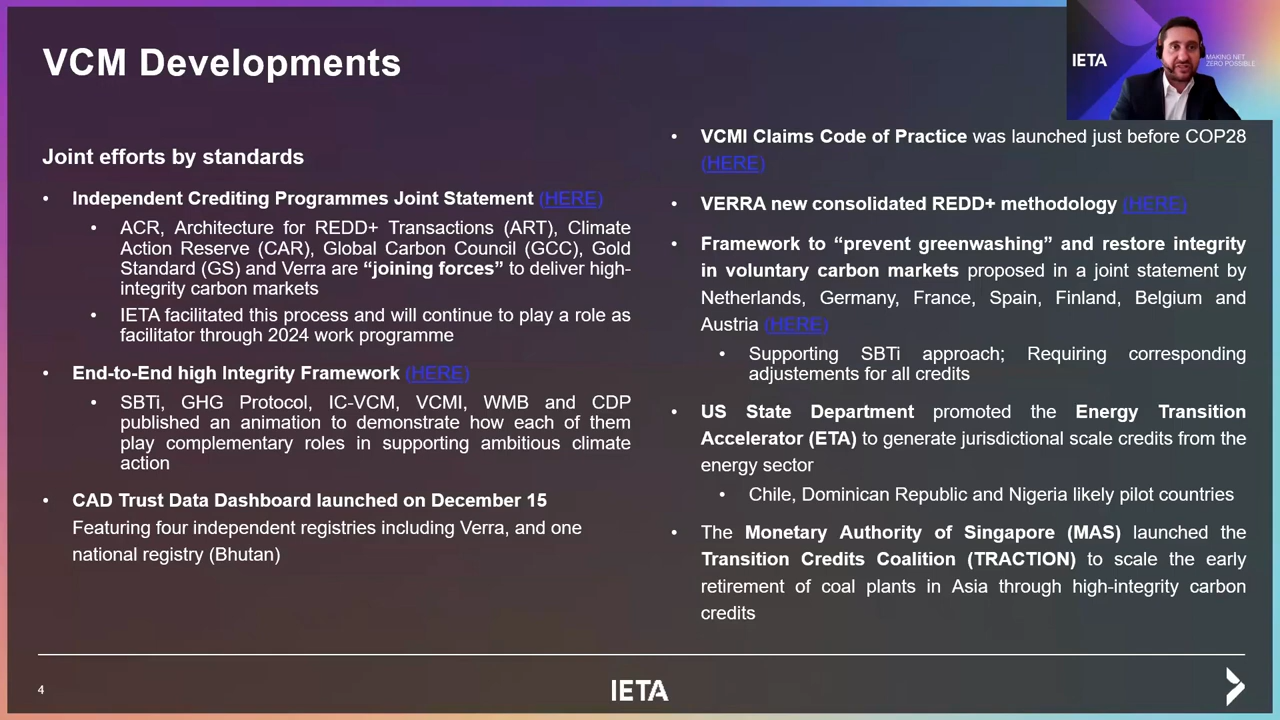 VCM Developments
IETA
MAKING NET
ZERO POSSIBLE
Joint efforts by standards
• Independent Crediting Programmes Joint Statement (HERE)
• ACR, Architecture for REDD+ Transactions (ART), Climate
Action Reserve (CAR), Global Carbon Council (GCC), Gold
Standard (GS) and Verra are “joining forces” to deliver high-
integrity carbon markets
• IETA facilitated this process and will continue to play a role as
facilitator through 2024 work programme
• End-to-End high Integrity Framework (HERE)
• SBTi, GHG Protocol, IC-VCM, VCMI, WMB and CDP
published an animation to demonstrate how each of them
play complementary roles in supporting ambitious climate
action
• CAD Trust Data Dashboard launched on December 15
Featuring four independent registries including Verra, and one
national registry (Bhutan)
• VCMI Claims Code of Practice was launched just before COP28
(HERE)
• VERRA new consolidated REDD+ methodology (HERE)
• Framework to “prevent greenwashing” and restore integrity
in voluntary carbon markets proposed in a joint statement by
Netherlands, Germany, France, Spain, Finland, Belgium and
Austria (HERE)
• Supporting SBTi approach; Requiring corresponding
adjustements for all credits
• US State Department promoted the Energy Transition
Accelerator (ETA) to generate jurisdictional scale credits from the
energy sector
• Chile, Dominican Republic and Nigeria likely pilot countries
• The Monetary Authority of Singapore (MAS) launched the
Transition Credits Coalition (TRACTION) to scale the early
retirement of coal plants in Asia through high-integrity carbon
credits
4
IETA